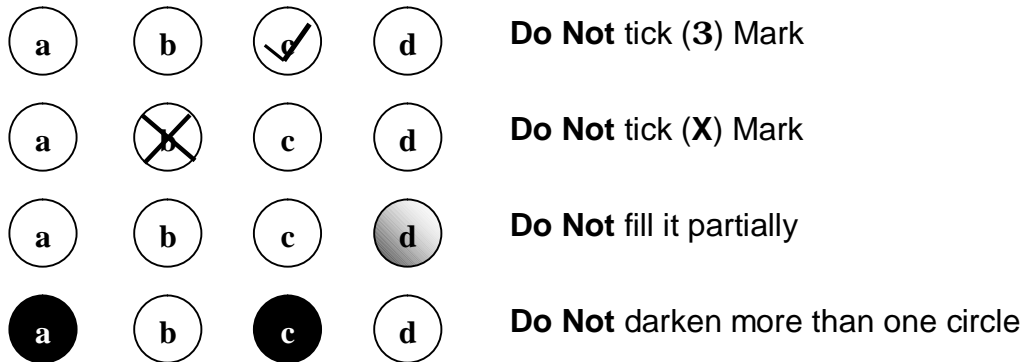 a b c d Do Not tick (3) Mark
a b c d Do Not tick (X) Mark
a b c d Do Not fill it partially
a b c d Do Not darken more than one circle